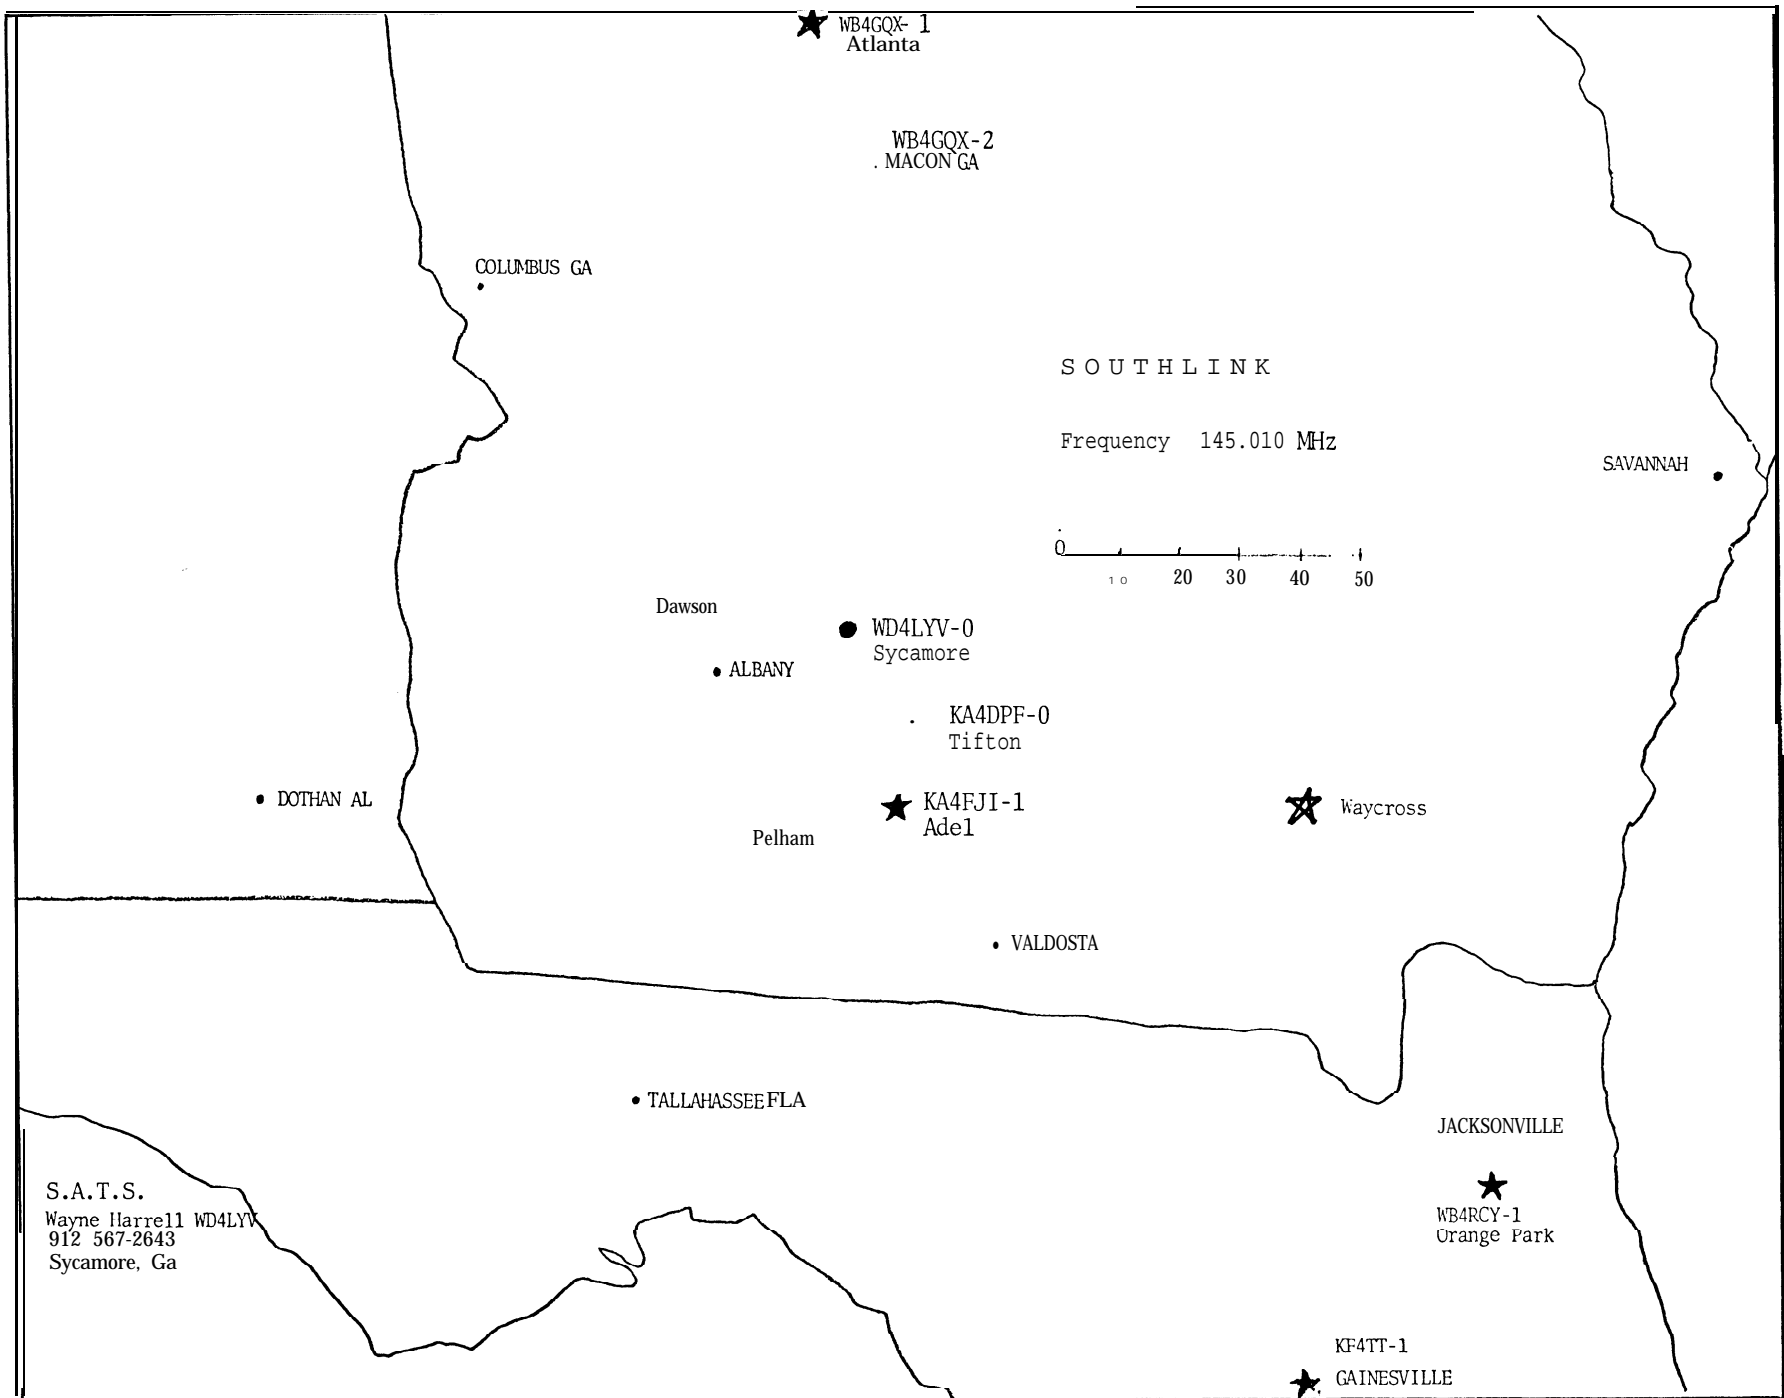 WB4GQX- 1
Atlanta
WB4GQX-2
MACON GA
COLUMBUS GA
SOUTHLINK
Frequency 145.010 MHz
SAVANNAH
0
10 20 30 40 50
Dawson
WD4LYV-0
Sycamore
ALBANY
KA4DPF-0
Tifton
DOTHAN AL
KA4FJI-1
Adel
Waycross
Pelham
VALDOSTA
TALLAHASSEE FLA
JACKSONVILLE
S.A.T.S.
Wayne Harrell WD4LYV
912 567-2643
Sycamore, Ga
WB4RCY-1
Orange Park
KF4TT-1
GAINESVILLE